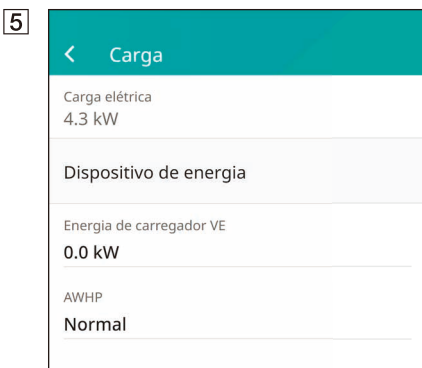 5
Carga
Carga elétrica
4.3 kW
Dispositivo de energia
Energia de carregador VE
0.0 kW
AWHP
Normal